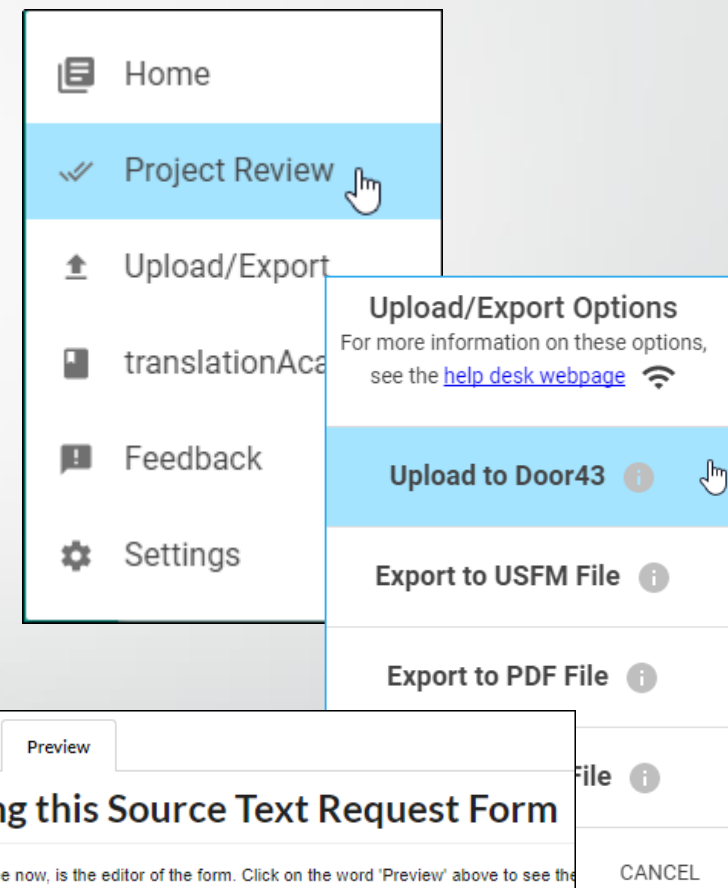 Home
Project Review
Upload/Export
translationAca
Feedback
Settings
Upload/Export Options
For more information on these options,
see the help desk webpage
Upload to Door43
Export to USFM File
Export to PDF File
File
CANCEL
Preview
ng this Source Text Request Form
e now, is the editor of the form. Click on the word 'Preview' above to see the